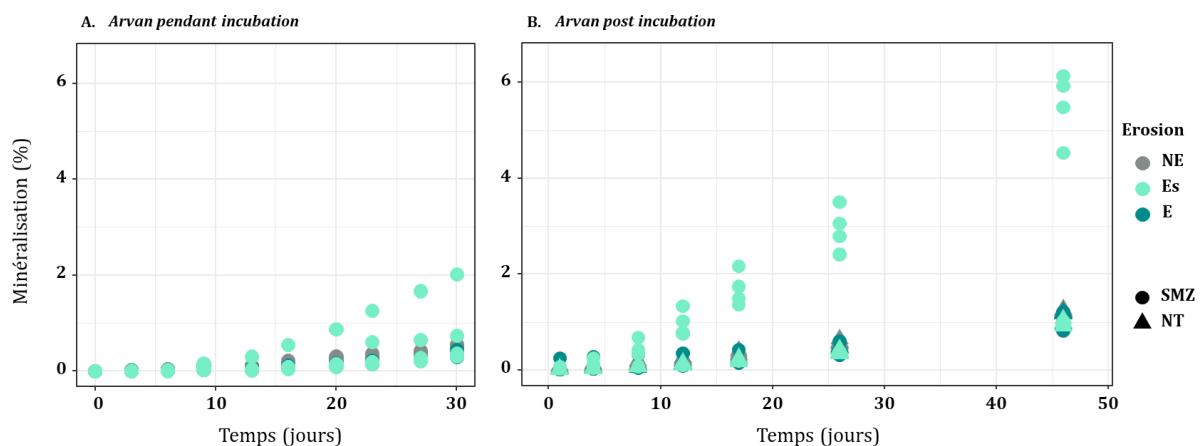 A. Arvan pendant incubation
B. Arvan post incubation
Minéralisation (%)
6
4
2
0
0
10
20
30
Temps (jours)
6
4
2
0
0
10
20
30
40
50
Temps (jours)
Erosion
NE
Es
E
SMZ
NT